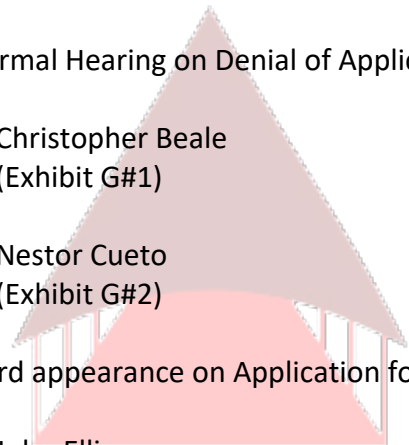 rmal Hearing on Denial of Applic
Christopher Beale
(Exhibit G#1)
Nestor Cueto
(Exhibit G#2)
rd appearance on Application fo